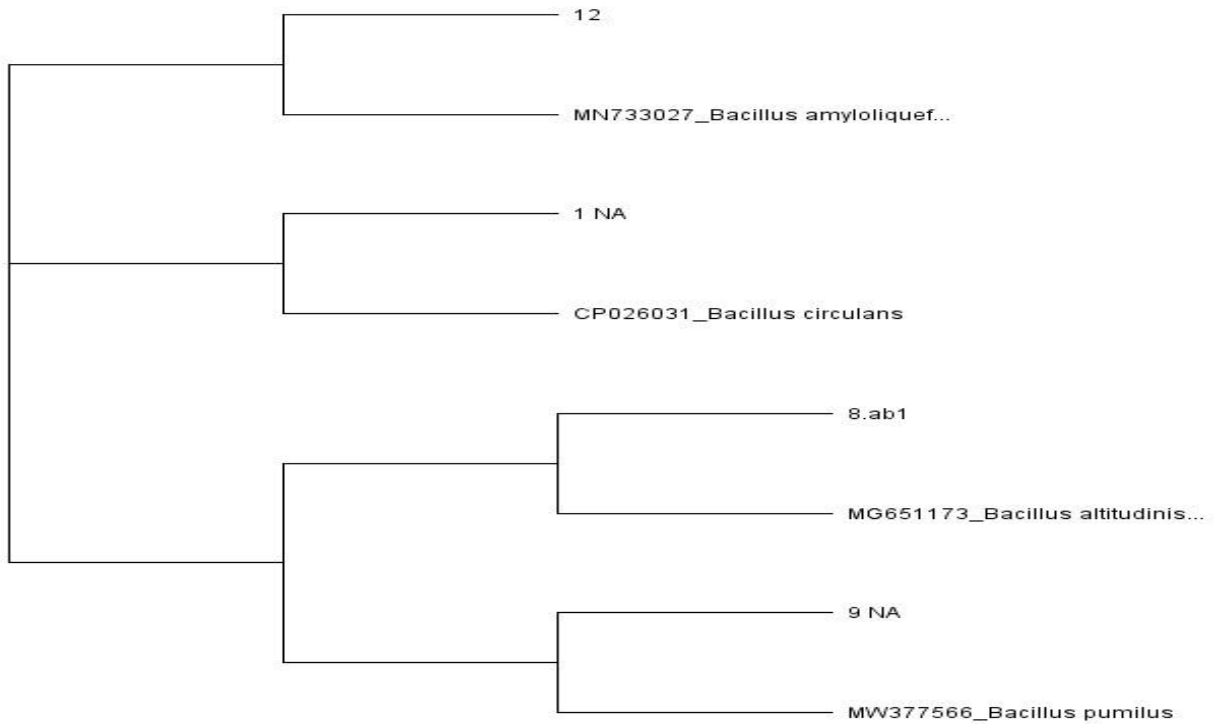 12
MN733027_Bacillus amyloliquef...
1 NA
CP026031_Bacillus circulans
8.ab1
MG651173_Bacillus altitudinis...
9 NA
MW377566_Bacillus pumilus